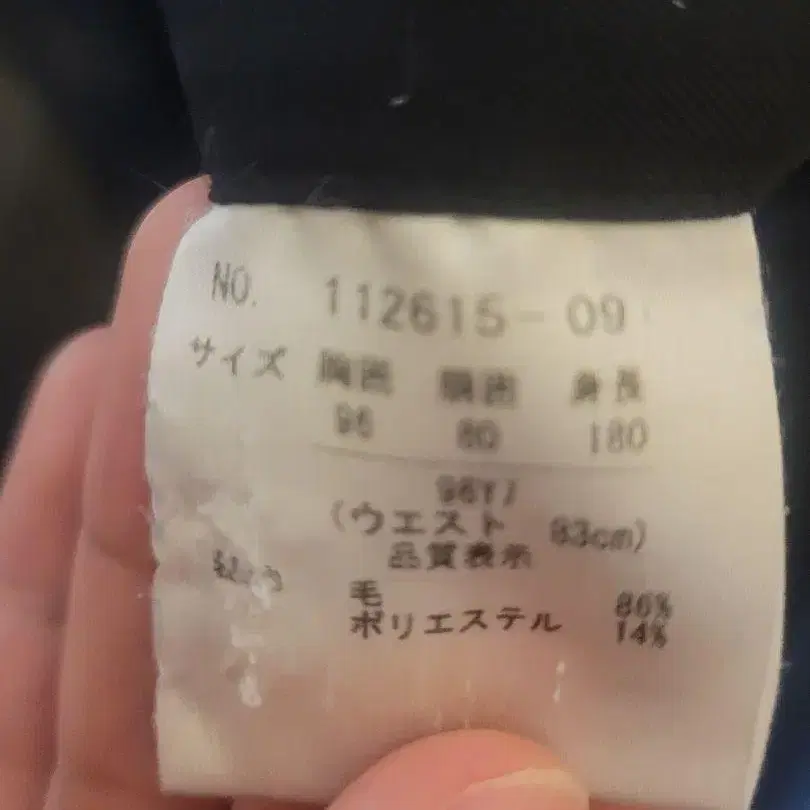 NO. 112615-09
サイズ 胸囲 胴囲 身長
96 80 180
(ウエスト 83cm)
品質表示
毛 86%
ポリエステル 14%